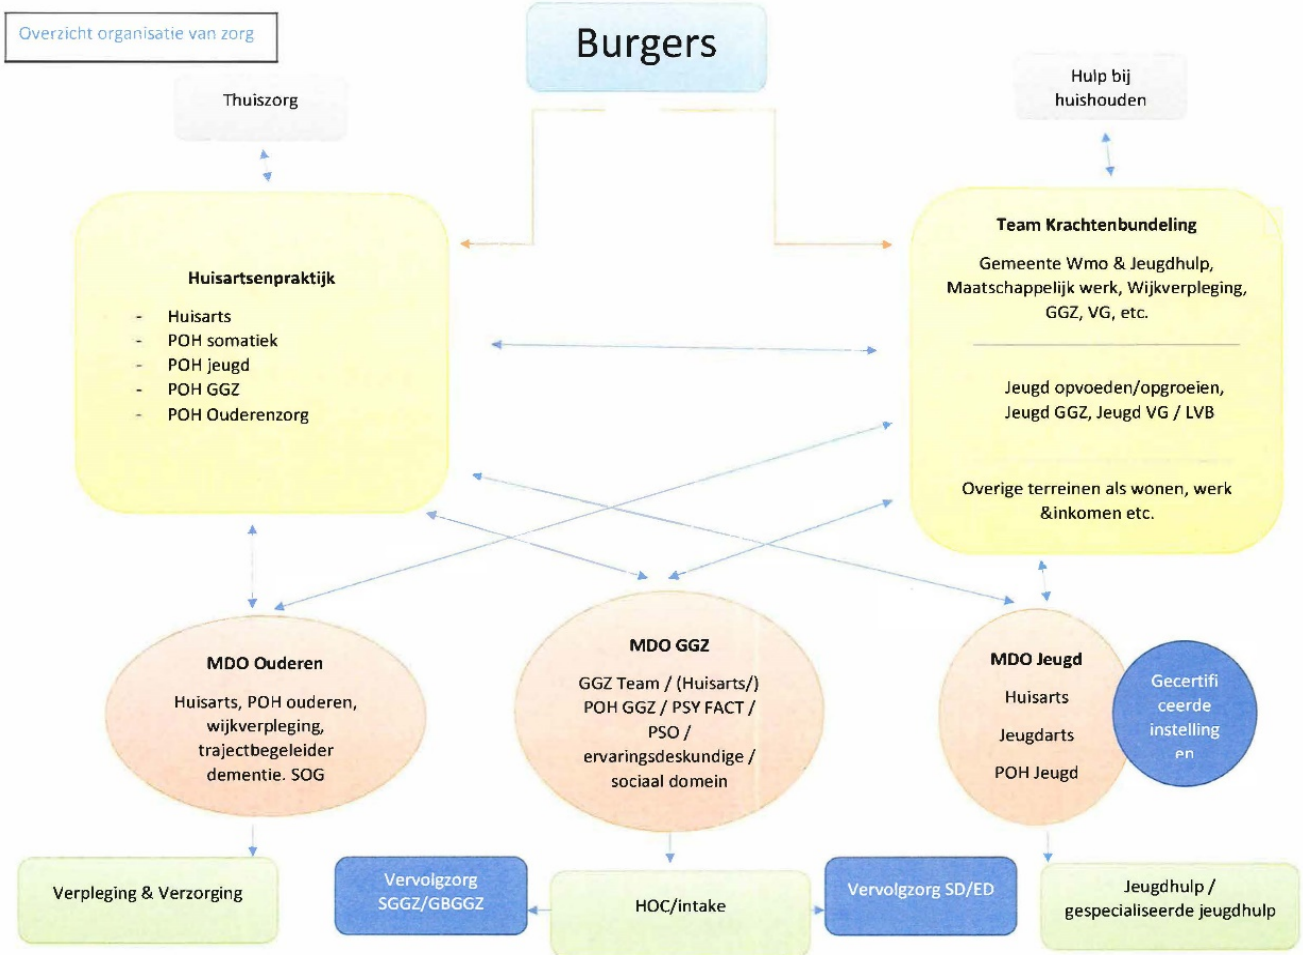 Overzicht organisatie van zorg
Burgers
Thuiszorg
Hulp bij
huishouden
Huisartsenpraktijk
- Huisarts
- POH somatiek
- POH jeugd
- POH GGZ
- POH Ouderenzorg
Team Krachtenbundeling
Gemeente Wmo & Jeugdhulp,
Maatschappelijk werk, Wijkverpleging,
GGZ, VG, etc.
Jeugd opvoeden/opgroeien,
Jeugd GGZ, Jeugd VG / LVB
Overige terreinen als wonen, werk
&inkomen etc.
MDO Ouderen
Huisarts, POH ouderen,
wijkverpleging,
trajectbegeleider
dementie. SOG
MDO GGZ
GGZ Team / (Huisarts/)
POH GGZ / PSY FACT /
PSO /
ervaringsdeskundige /
sociaal domein
MDO Jeugd
Huisarts
Jeugdarts
POH Jeugd
Gecertifi
ceerde
instelling
en
Verpleging & Verzorging
Vervolgzorg
SGGZ/GBGGZ
HOC/intake
Vervolgzorg SD/ED
Jeugdhulp /
gespecialiseerde jeugdhulp